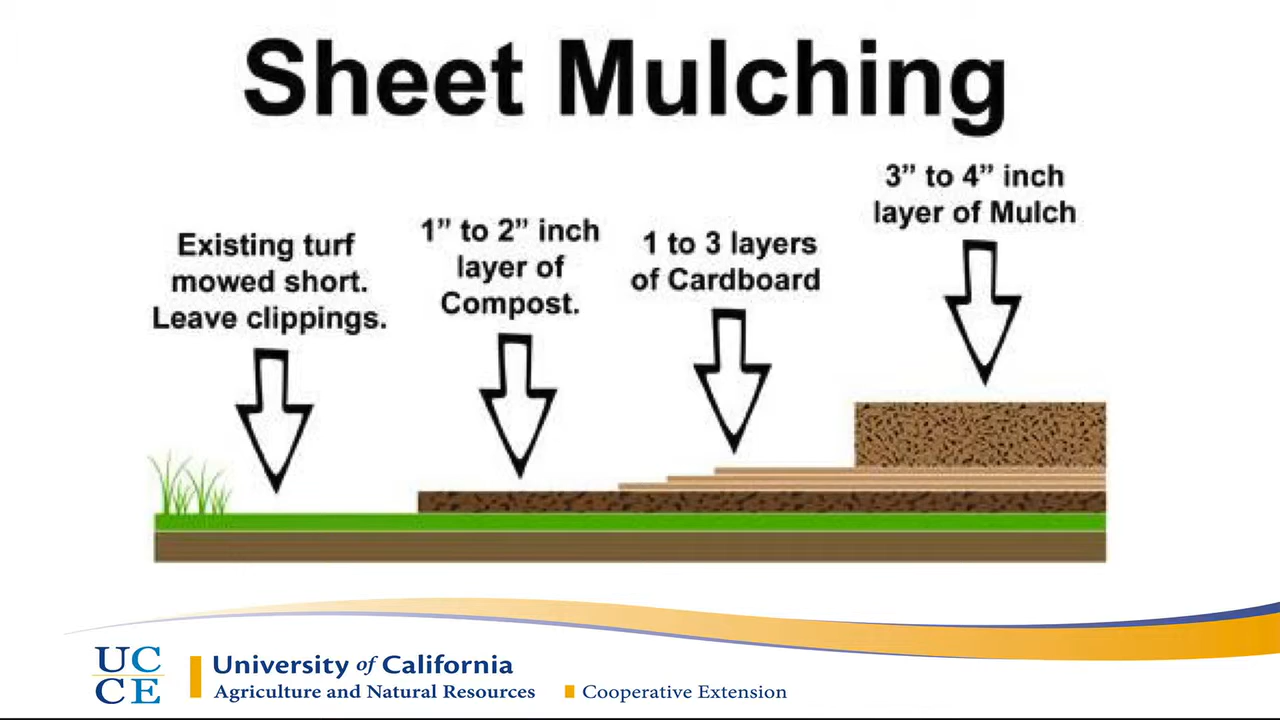 Sheet Mulching
Existing turf
mowed short.
Leave clippings.
1” to 2” inch
layer of
Compost.
1 to 3 layers
of Cardboard
3” to 4” inch
layer of Mulch
UC
CE
University of California
Agriculture and Natural Resources
Cooperative Extension